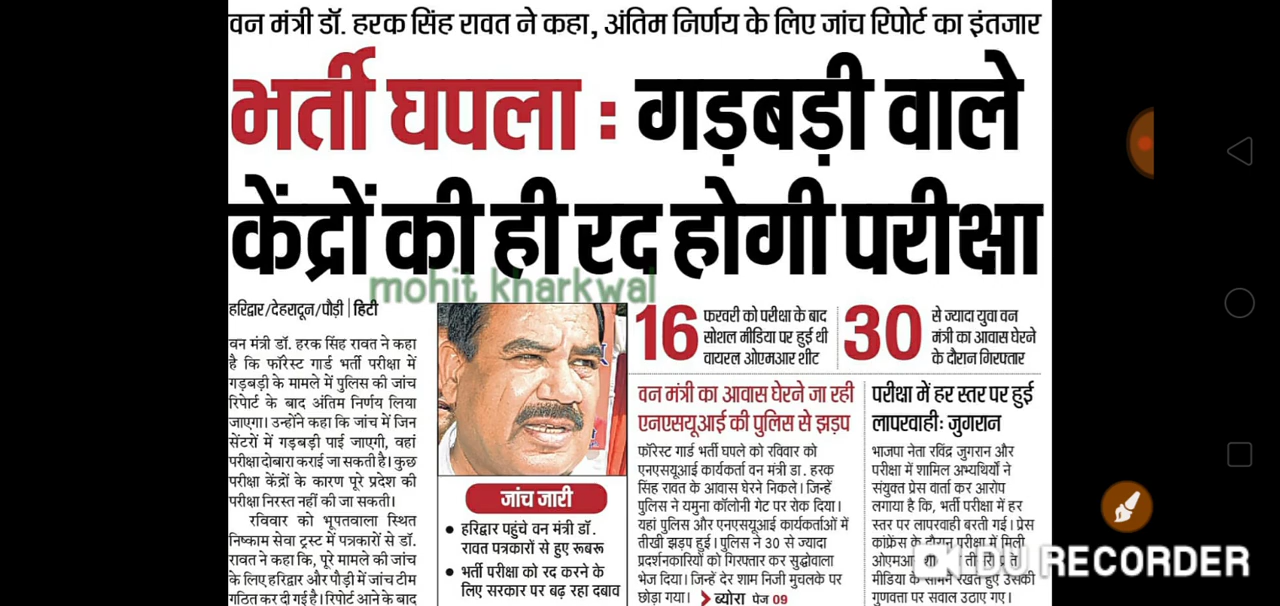 वन मंत्री डॉ. हरक सिंह रावत ने कहा, अंतिम निर्णय के लिए जांच रिपोर्ट का इंतजार
भर्ती घपला : गड़बड़ी वाले
केंद्रों की ही रद होगी परीक्षा
mohit kharkwal
हरिद्वार/देहरादून/पौड़ी | हिटी
वन मंत्री डॉ. हरक सिंह रावत ने कहा
है कि फॉरेस्ट गार्ड भर्ती परीक्षा में
गड़बड़ी के मामले में पुलिस की जांच
रिपोर्ट के बाद अंतिम निर्णय लिया
जाएगा। उन्होंने कहा कि जांच में जिन
सेंटरों में गड़बड़ी पाई जाएगी, वहां
परीक्षा दोबारा कराई जा सकती है। कुछ
परीक्षा केंद्रों के कारण पूरे प्रदेश की
परीक्षा निरस्त नहीं की जा सकती।
रविवार को भूपतवाला स्थित
निष्काम सेवा ट्रस्ट में पत्रकारों से डॉ.
रावत ने कहा कि, पूरे मामले की जांच
के लिए हरिद्वार और पौड़ी में जांच टीम
गठित कर दी गई है। रिपोर्ट आने के बाद
जांच जारी
● हरिद्वार पहुंचे वन मंत्री डॉ.
रावत पत्रकारों से हुए रूबरू
● भर्ती परीक्षा को रद करने के
लिए सरकार पर बढ़ रहा दबाव
16 फरवरी को परीक्षा के बाद
सोशल मीडिया पर हुई थी
वायरल ओएमआर शीट
30 से ज्यादा युवा वन
मंत्री का आवास घेरने
के दौरान गिरफ्तार
वन मंत्री का आवास घेरने जा रही
एनएसयूआई की पुलिस से झड़प
फॉरेस्ट गार्ड भर्ती घपले को रविवार को
एनएसयूआई कार्यकर्ता वन मंत्री डा. हरक
सिंह रावत के आवास घेरने निकले। जिन्हें
पुलिस ने यमुना कॉलोनी गेट पर रोक दिया।
यहां पुलिस और एनएसयूआई कार्यकर्ताओं में
तीखी झड़प हुई। पुलिस ने 30 से ज्यादा
प्रदर्शनकारियों को गिरफ्तार कर सुद्धोवाला
भेज दिया। जिन्हें देर शाम निजी मुचलके पर
छोड़ा गया। ❯ ब्योरा पेज 09
परीक्षा में हर स्तर पर हुई
लापरवाही: जुगरान
भाजपा नेता रविंद्र जुगरान और
परीक्षा में शामिल अभ्यर्थियों ने
संयुक्त प्रेस वार्ता कर आरोप
लगाया है कि, भर्ती परीक्षा में हर
स्तर पर लापरवाही बरती गई। प्रेस
कांफ्रेंस के दौरान परीक्षा में मिली
मीडिया के सामने रखते हुए उसकी
गुणवत्ता पर सवाल उठाए गए।
DU RECORDER